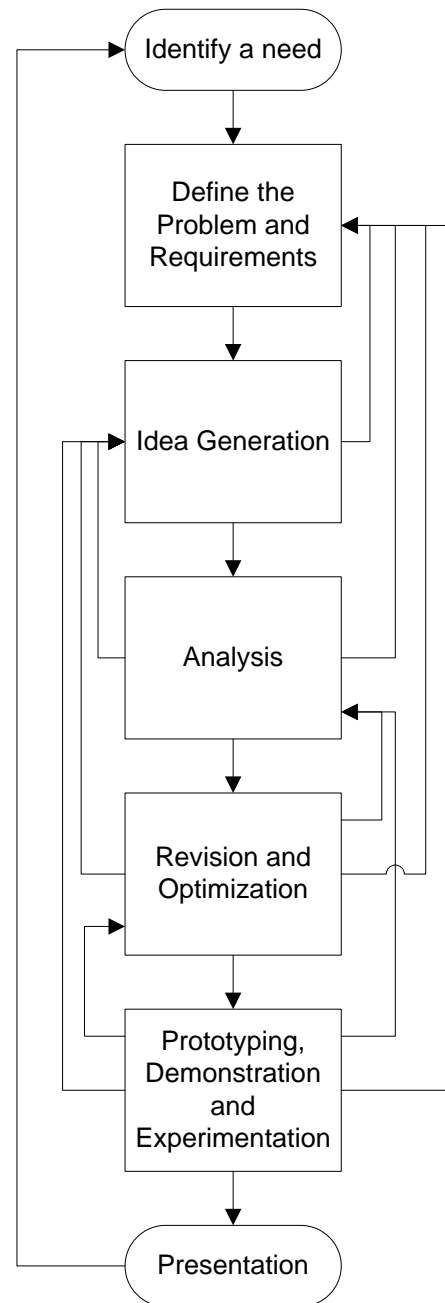 Identify a need
Define the
Problem and
Requirements
Idea Generation
Analysis
Revision and
Optimization
Prototyping,
Demonstration
and
Experimentation
Presentation